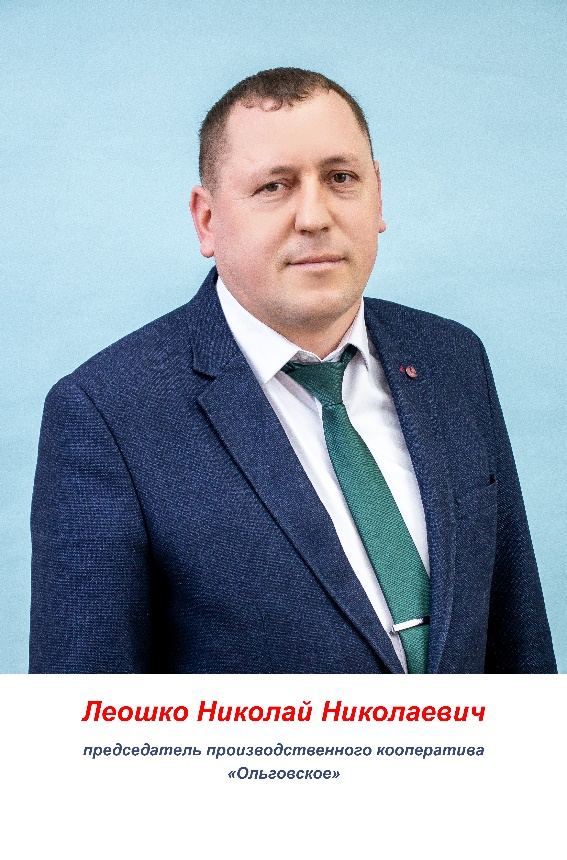 Леошко Николай Николаевич
председатель производственного кооператива
«Ольговское»